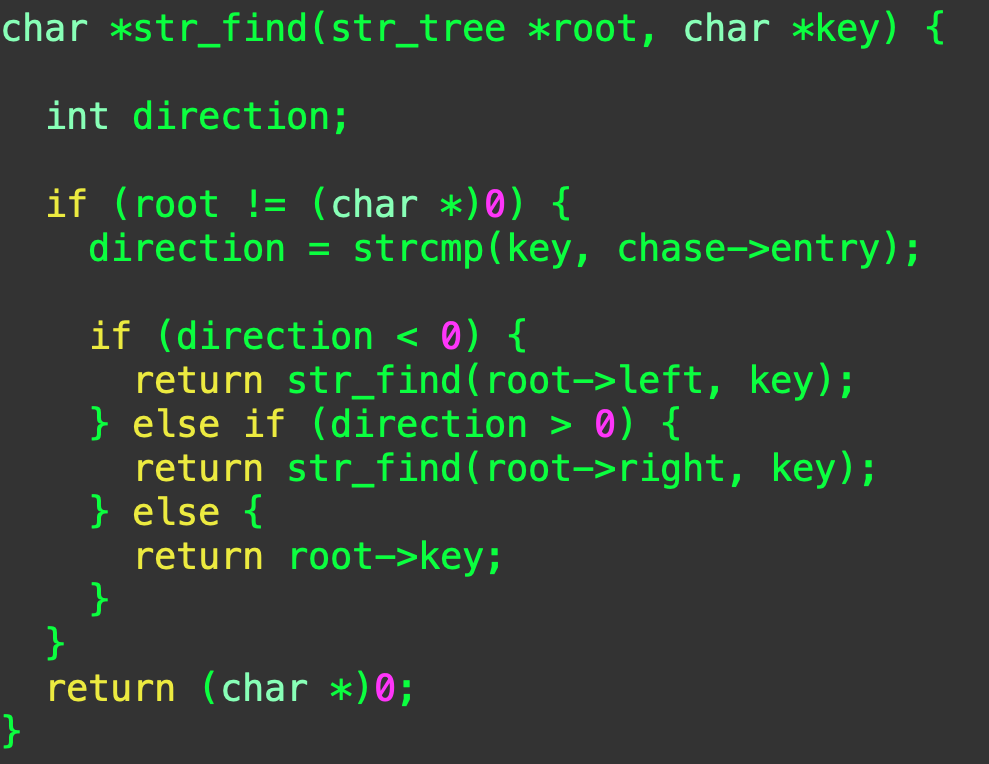 char *str_find(str_tree *root, char *key) {

  int direction;

  if (root != (char *)0) {
    direction = strcmp(key, chase->entry);

    if (direction < 0) {
      return str_find(root->left, key);
    } else if (direction > 0) {
      return str_find(root->right, key);
    } else {
      return root->key;
    }
  }
  return (char *)0;
}